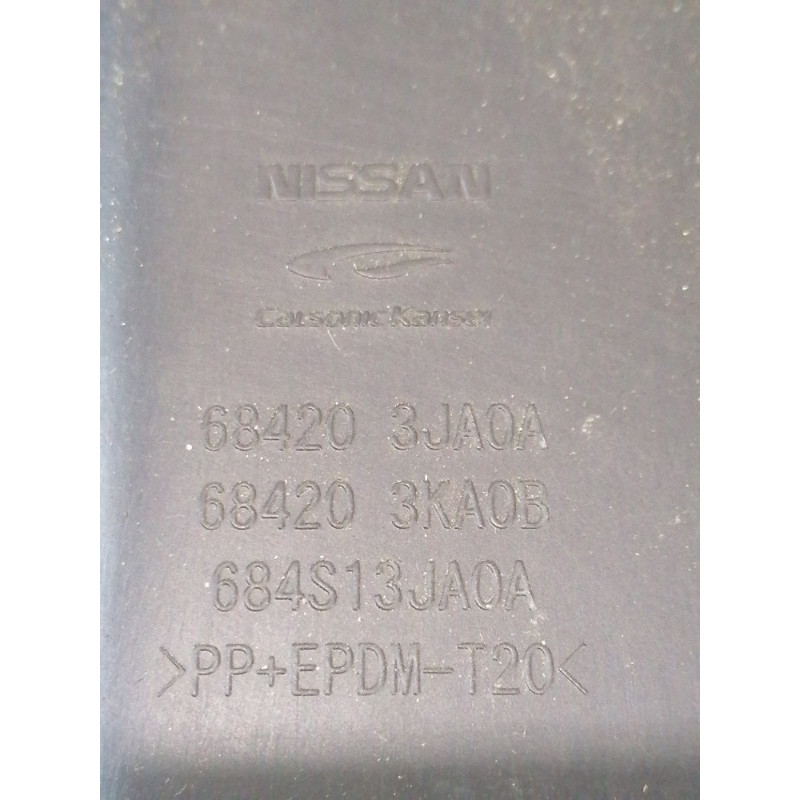 NISSAN
Calsonic Kansei
68420 3JA0A
68420 3KA0B
684S13JA0A
>PP+EPDM-T20<